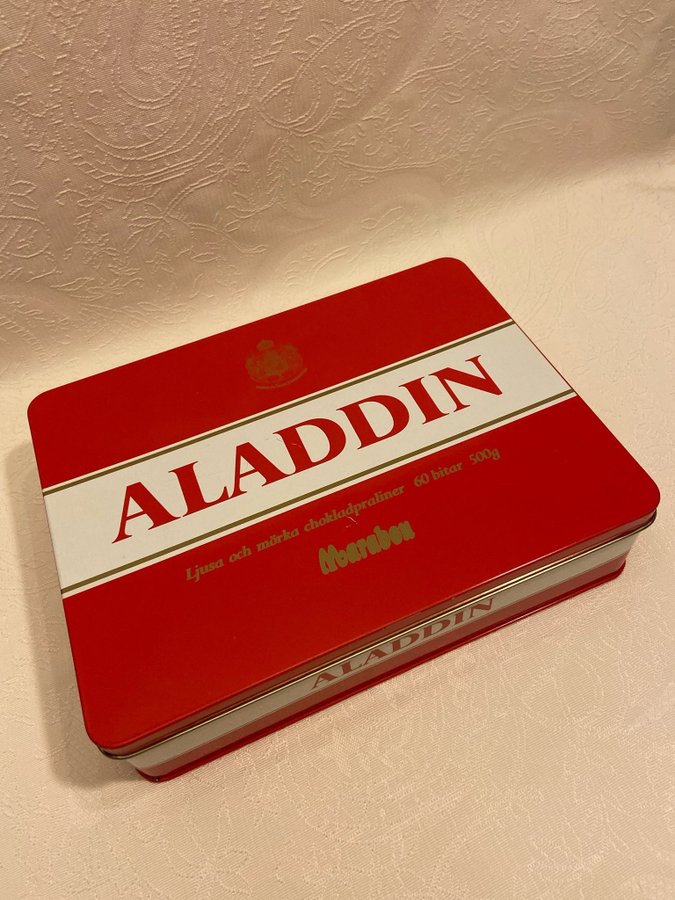 ALADDIN
Ljusa och mörka chokladpraliner 60 bitar 500g
Marabou
ALADDIN